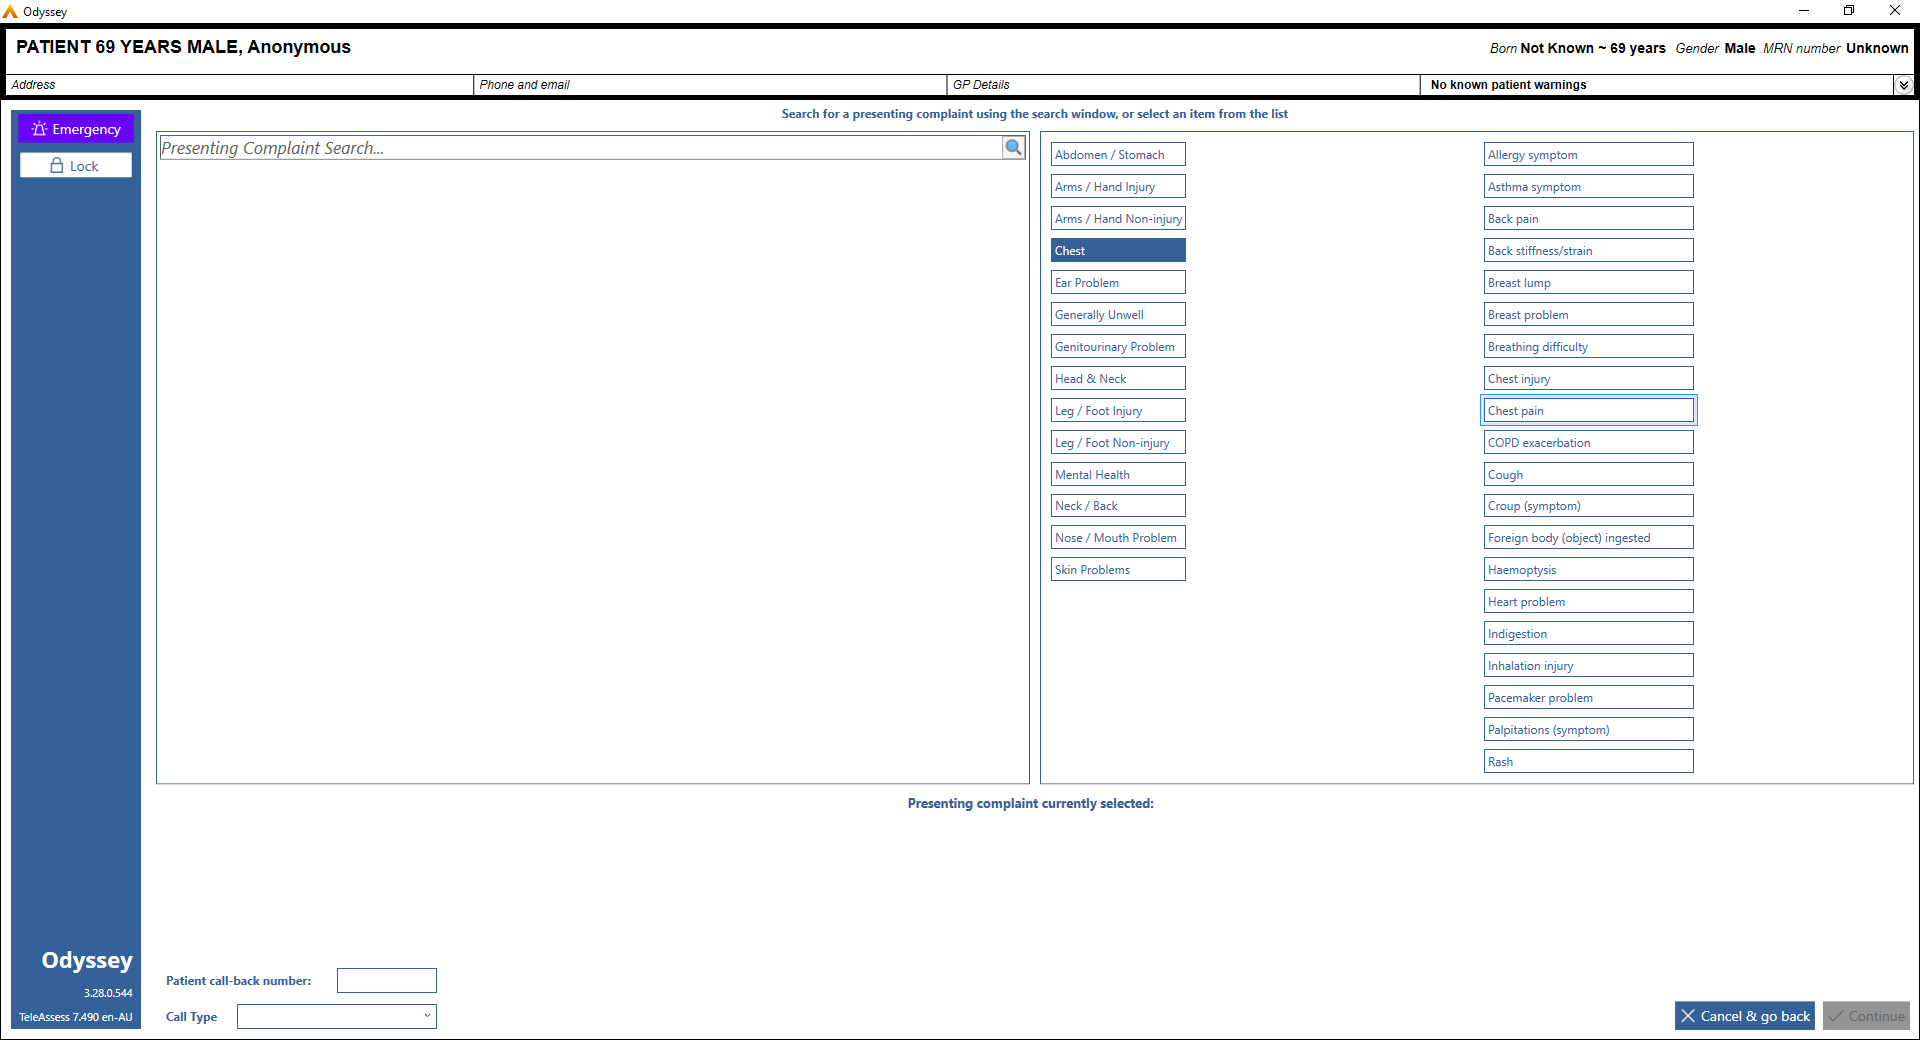 Odyssey
PATIENT 69 YEARS MALE, Anonymous
Born Not Known ~ 69 years Gender Male MRN number Unknown
Address
Phone and email
GP Details
No known patient warnings
Emergency
Lock
Search for a presenting complaint using the search window, or select an item from the list
Presenting Complaint Search...
Abdomen / Stomach
Arms / Hand Injury
Arms / Hand Non-injury
Chest
Ear Problem
Generally Unwell
Genitourinary Problem
Head & Neck
Leg / Foot Injury
Leg / Foot Non-injury
Mental Health
Neck / Back
Nose / Mouth Problem
Skin Problems
Allergy symptom
Asthma symptom
Back pain
Back stiffness/strain
Breast lump
Breast problem
Breathing difficulty
Chest injury
Chest pain
COPD exacerbation
Cough
Croup (symptom)
Foreign body (object) ingested
Haemoptysis
Heart problem
Indigestion
Inhalation injury
Pacemaker problem
Palpitations (symptom)
Rash
Presenting complaint currently selected:
Odyssey
3.28.0.544
TeleAssess 7.490 en-AU
Patient call-back number:
Call Type
Cancel & go back
Continue